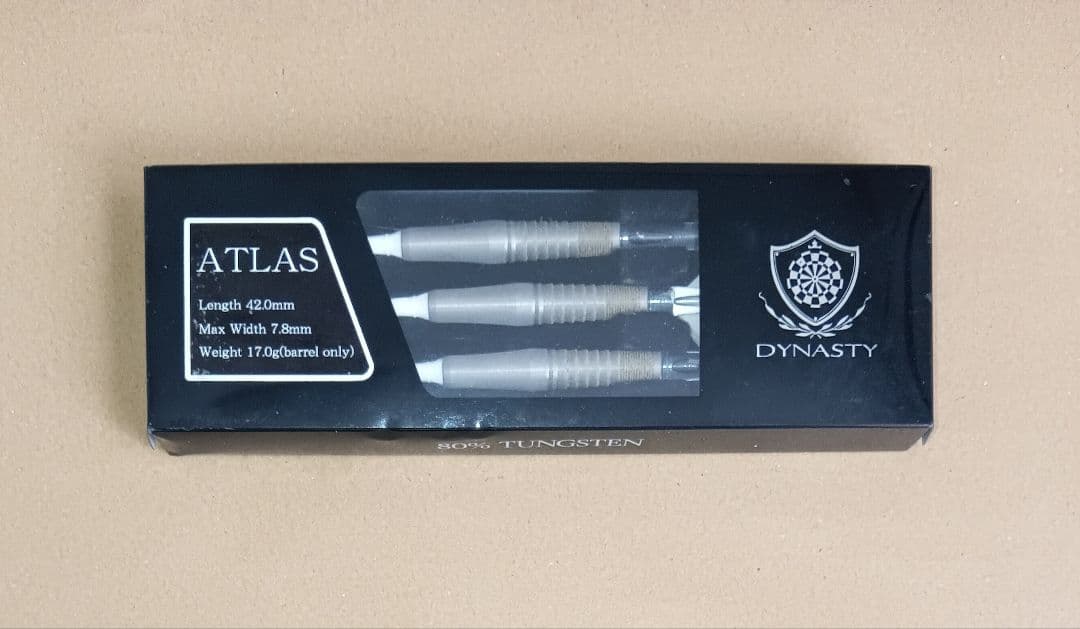 ATLAS
Length 42.0mm
Max Width 7.8mm
Weight 17.0g(barrel only)
DYNASTY
80% TUNGSTEN